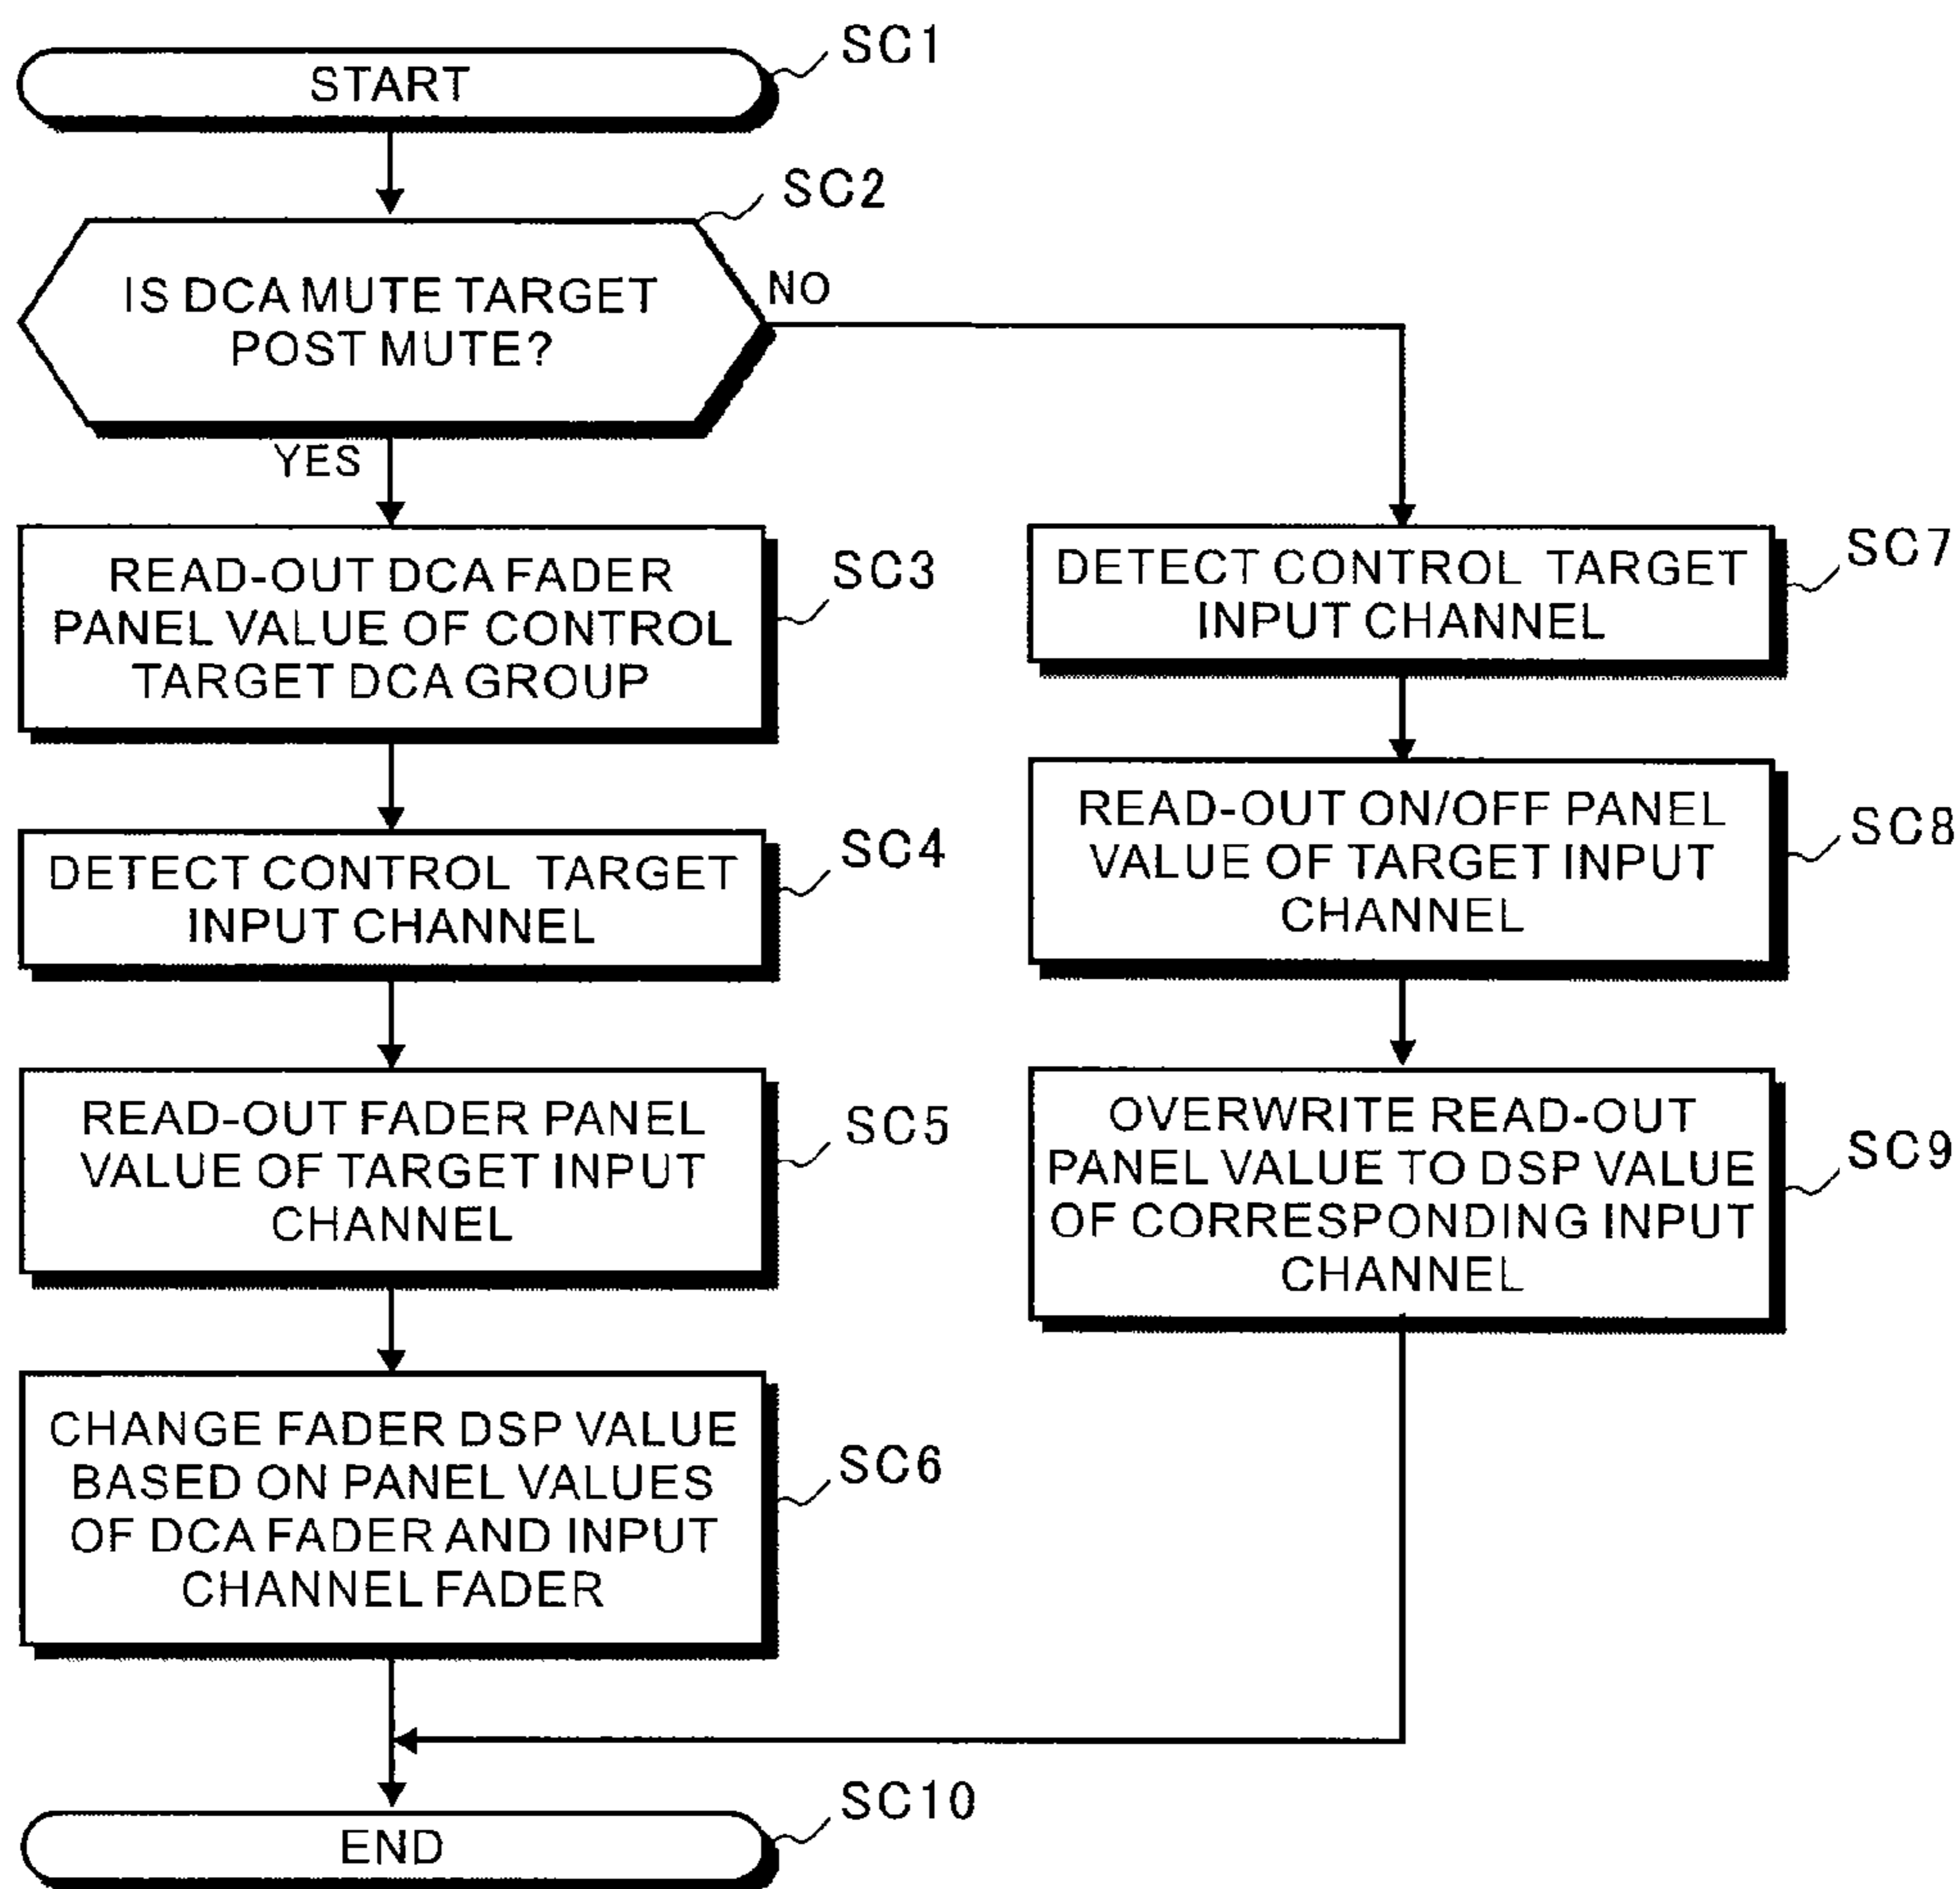 START
SC1
SC2
IS DCA MUTE TARGET
POST MUTE?
NO
YES
READ-OUT DCA FADER
PANEL VALUE OF CONTROL
TARGET DCA GROUP
SC3
DETECT CONTROL TARGET
INPUT CHANNEL
SC4
READ-OUT FADER PANEL
VALUE OF TARGET INPUT
CHANNEL
SC5
CHANGE FADER DSP VALUE
BASED ON PANEL VALUES
OF DCA FADER AND INPUT
CHANNEL FADER
SC6
DETECT CONTROL TARGET
INPUT CHANNEL
SC7
READ-OUT ON/OFF PANEL
VALUE OF TARGET INPUT
CHANNEL
SC8
OVERWRITE READ-OUT
PANEL VALUE TO DSP VALUE
OF CORRESPONDING INPUT
CHANNEL
SC9
END
SC10